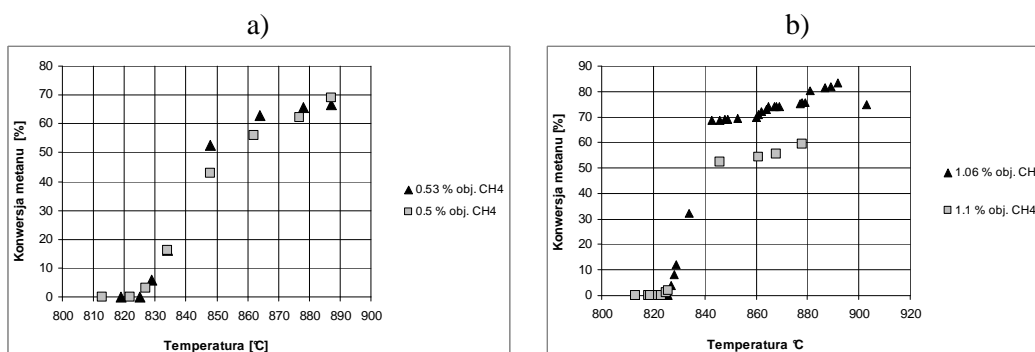 a)
80
70
60
50
40
30
20
10
0
Konwersja metanu [%]
800 810 820 830 840 850 860 870 880 890 900
Temperatura [°C]
0.53 % obj. CH4
0.5 % obj. CH4
b)
90
80
70
60
50
40
30
20
10
0
Konwersja metanu [%]
800 820 840 860 880 900 920
Temperatura °C
1.06 % obj. CH
1.1 % obj. CH4